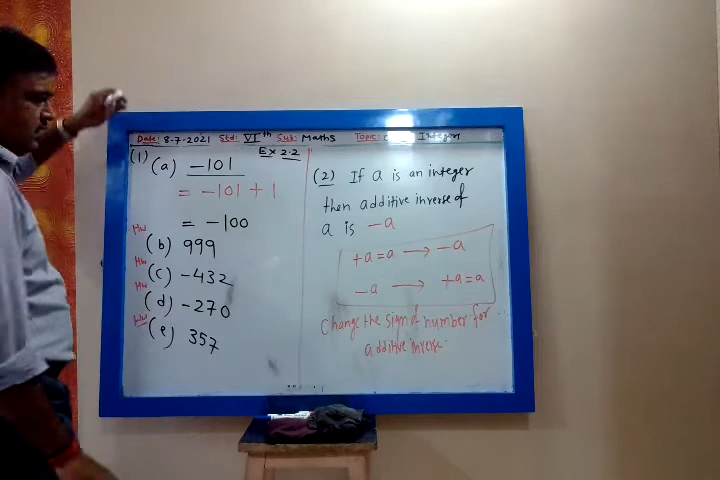 Date: 8-7-2021 Std: VIth Sub: Maths Topic: Integers
Ex 2.2
(1) (a) -101
= -101 + 1
= -100
HW
(b) 999
HW
(c) -432
HW
(d) -270
HW
(e) 357
(2) If a is an integer
then additive inverse of
a is -a
+a = a → -a
-a → +a = a
Change the sign of number for
additive inverse.